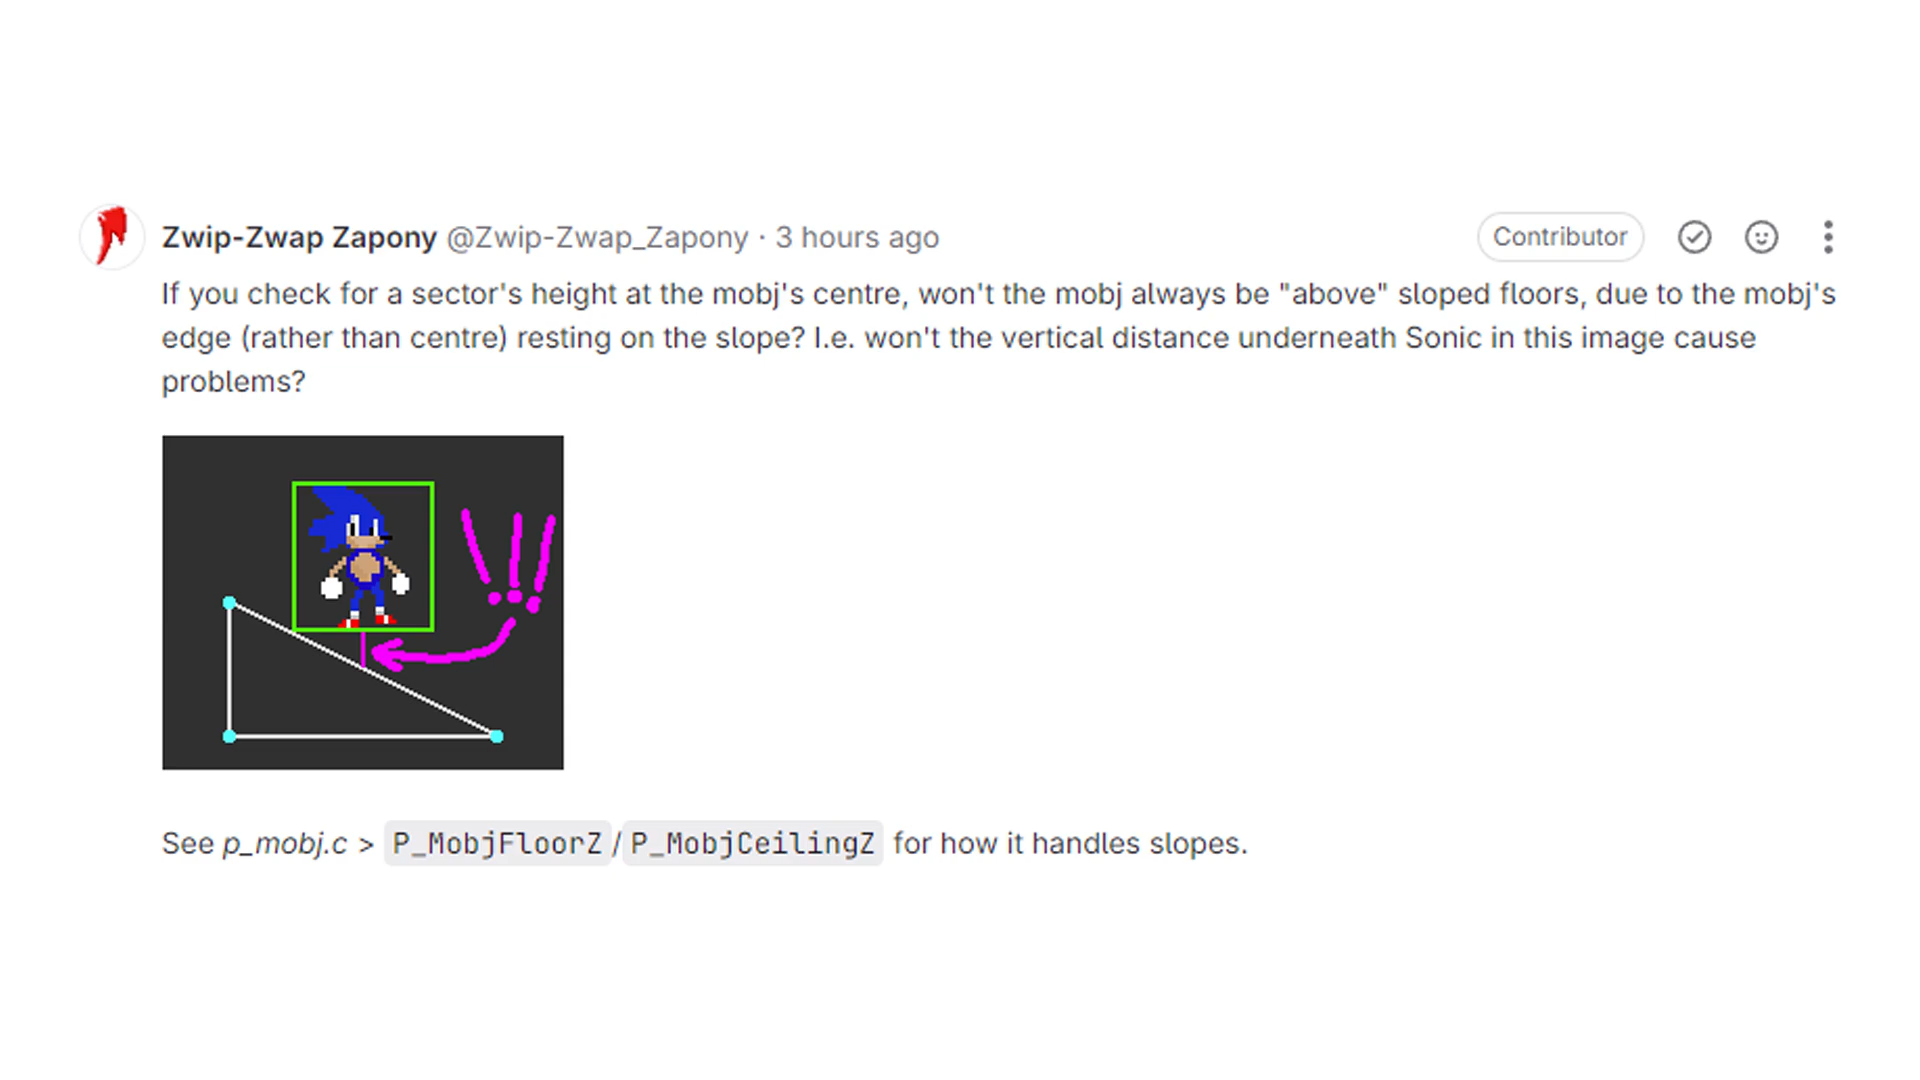 Zwip-Zwap Zapony @Zwip-Zwap_Zapony · 3 hours ago Contributor
If you check for a sector's height at the mobj's centre, won't the mobj always be "above" sloped floors, due to the mobj's
edge (rather than centre) resting on the slope? I.e. won't the vertical distance underneath Sonic in this image cause
problems?
!!!
See p_mobj.c > P_MobjFloorZ/P_MobjCeilingZ for how it handles slopes.